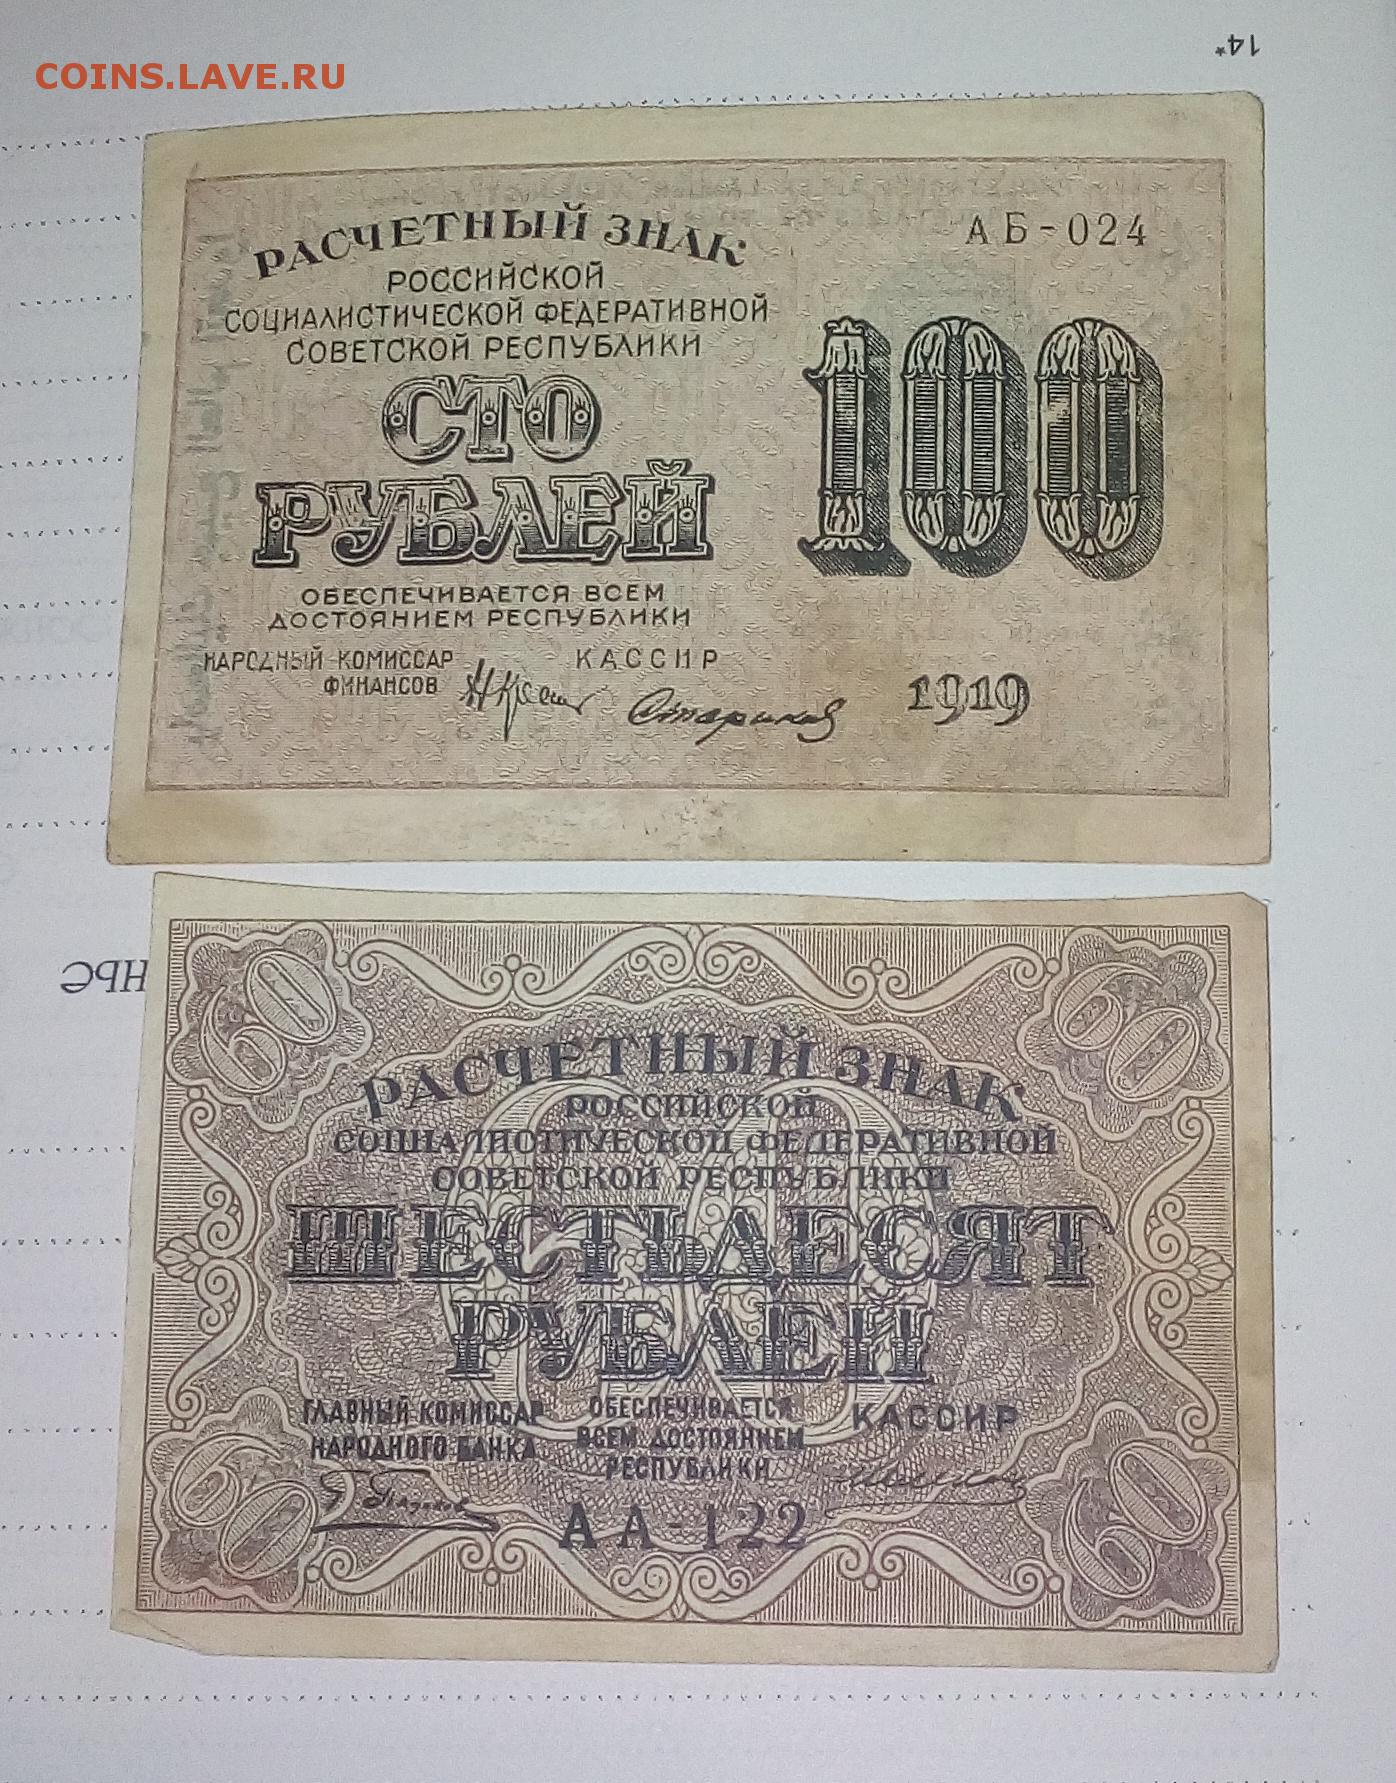 COINS.LAVE.RU
14*
РАСЧЕТНЫЙ ЗНАК
АБ-024
РОССИЙСКОЙ
СОЦИАЛИСТИЧЕСКОЙ ФЕДЕРАТИВНОЙ
СОВЕТСКОЙ РЕСПУБЛИКИ
СТО
РУБЛЕЙ
100
ОБЕСПЕЧИВАЕТСЯ ВСЕМ
ДОСТОЯНИЕМ РЕСПУБЛИКИ
НАРОДНЫЙ КОМИССАР
ФИНАНСОВ
КАССИР
1919
60
60
РАСЧЕТНЫЙ ЗНАК
РОССИЙСКОЙ
СОЦИАЛИСТИЧЕСКОЙ ФЕДЕРАТИВНОЙ
СОВЕТСКОЙ РЕСПУБЛИКИ
60
ШЕСТЬДЕСЯТ
РУБЛЕЙ
ГЛАВНЫЙ КОМИССАР
НАРОДНОГО БАНКА
ОБЕСПЕЧИВАЕТСЯ
ВСЕМ ДОСТОЯНИЕМ
РЕСПУБЛИКИ
КАССИР
АА-122
60
60